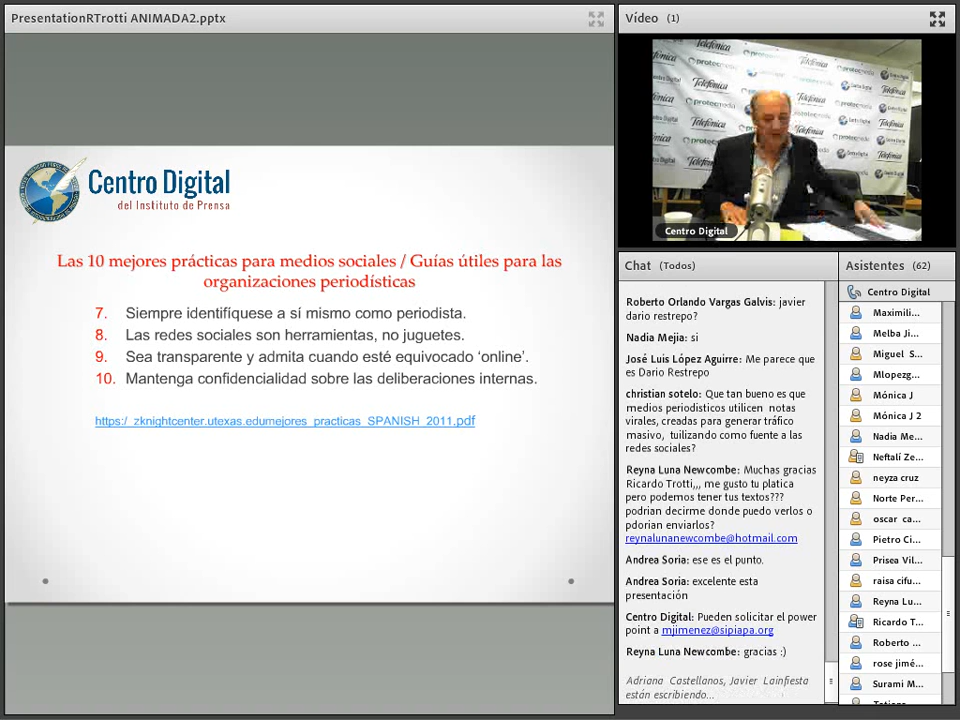 PresentationRTrotti ANIMADA2.pptx
Centro Digital
del Instituto de Prensa
Las 10 mejores prácticas para medios sociales / Guías útiles para las
organizaciones periodísticas
7. Siempre identifíquese a sí mismo como periodista.
8. Las redes sociales son herramientas, no juguetes.
9. Sea transparente y admita cuando esté equivocado ‘online’.
10. Mantenga confidencialidad sobre las deliberaciones internas.
https:/ zknightcenter.utexas.edumejores_practicas_SPANISH_2011.pdf
Vídeo (1)
Telefónica
protecmedia
Centro Digital
Centro Digital
Chat (Todos)
Roberto Orlando Vargas Galvis: javier
dario restrepo?
Nadia Mejia: si
José Luis López Aguirre: Me parece que
es Dario Restrepo
christian sotelo: Que tan bueno es que
medios periodisticos utilicen notas
virales, creadas para generar tráfico
masivo, tuilizando como fuente a las
redes sociales?
Reyna Luna Newcombe: Muchas gracias
Ricardo Trotti,,, me gusto tu platica
pero podemos tener tus textos???
podrian decirme donde puedo verlos o
pdorian enviarlos?
reynalunanewcombe@hotmail.com
Andrea Soria: ese es el punto.
Andrea Soria: excelente esta
presentación
Centro Digital: Pueden solicitar el power
point a mjimenez@sipiapa.org
Reyna Luna Newcombe: gracias :)
Adriana Castellanos, Javier Lainfiesta
están escribiendo...
Asistentes (62)
Centro Digital
Maximili...
Melba Ji...
Miguel S...
Mlopezg...
Mónica J
Mónica J 2
Nadia Me...
Neftalí Ze...
neyza cruz
Norte Per...
oscar ca...
Pietro Ci...
Prisea Vil...
raisa cifu...
Reyna Lu...
Ricardo T...
Roberto ...
rose jimé...
Surami M...